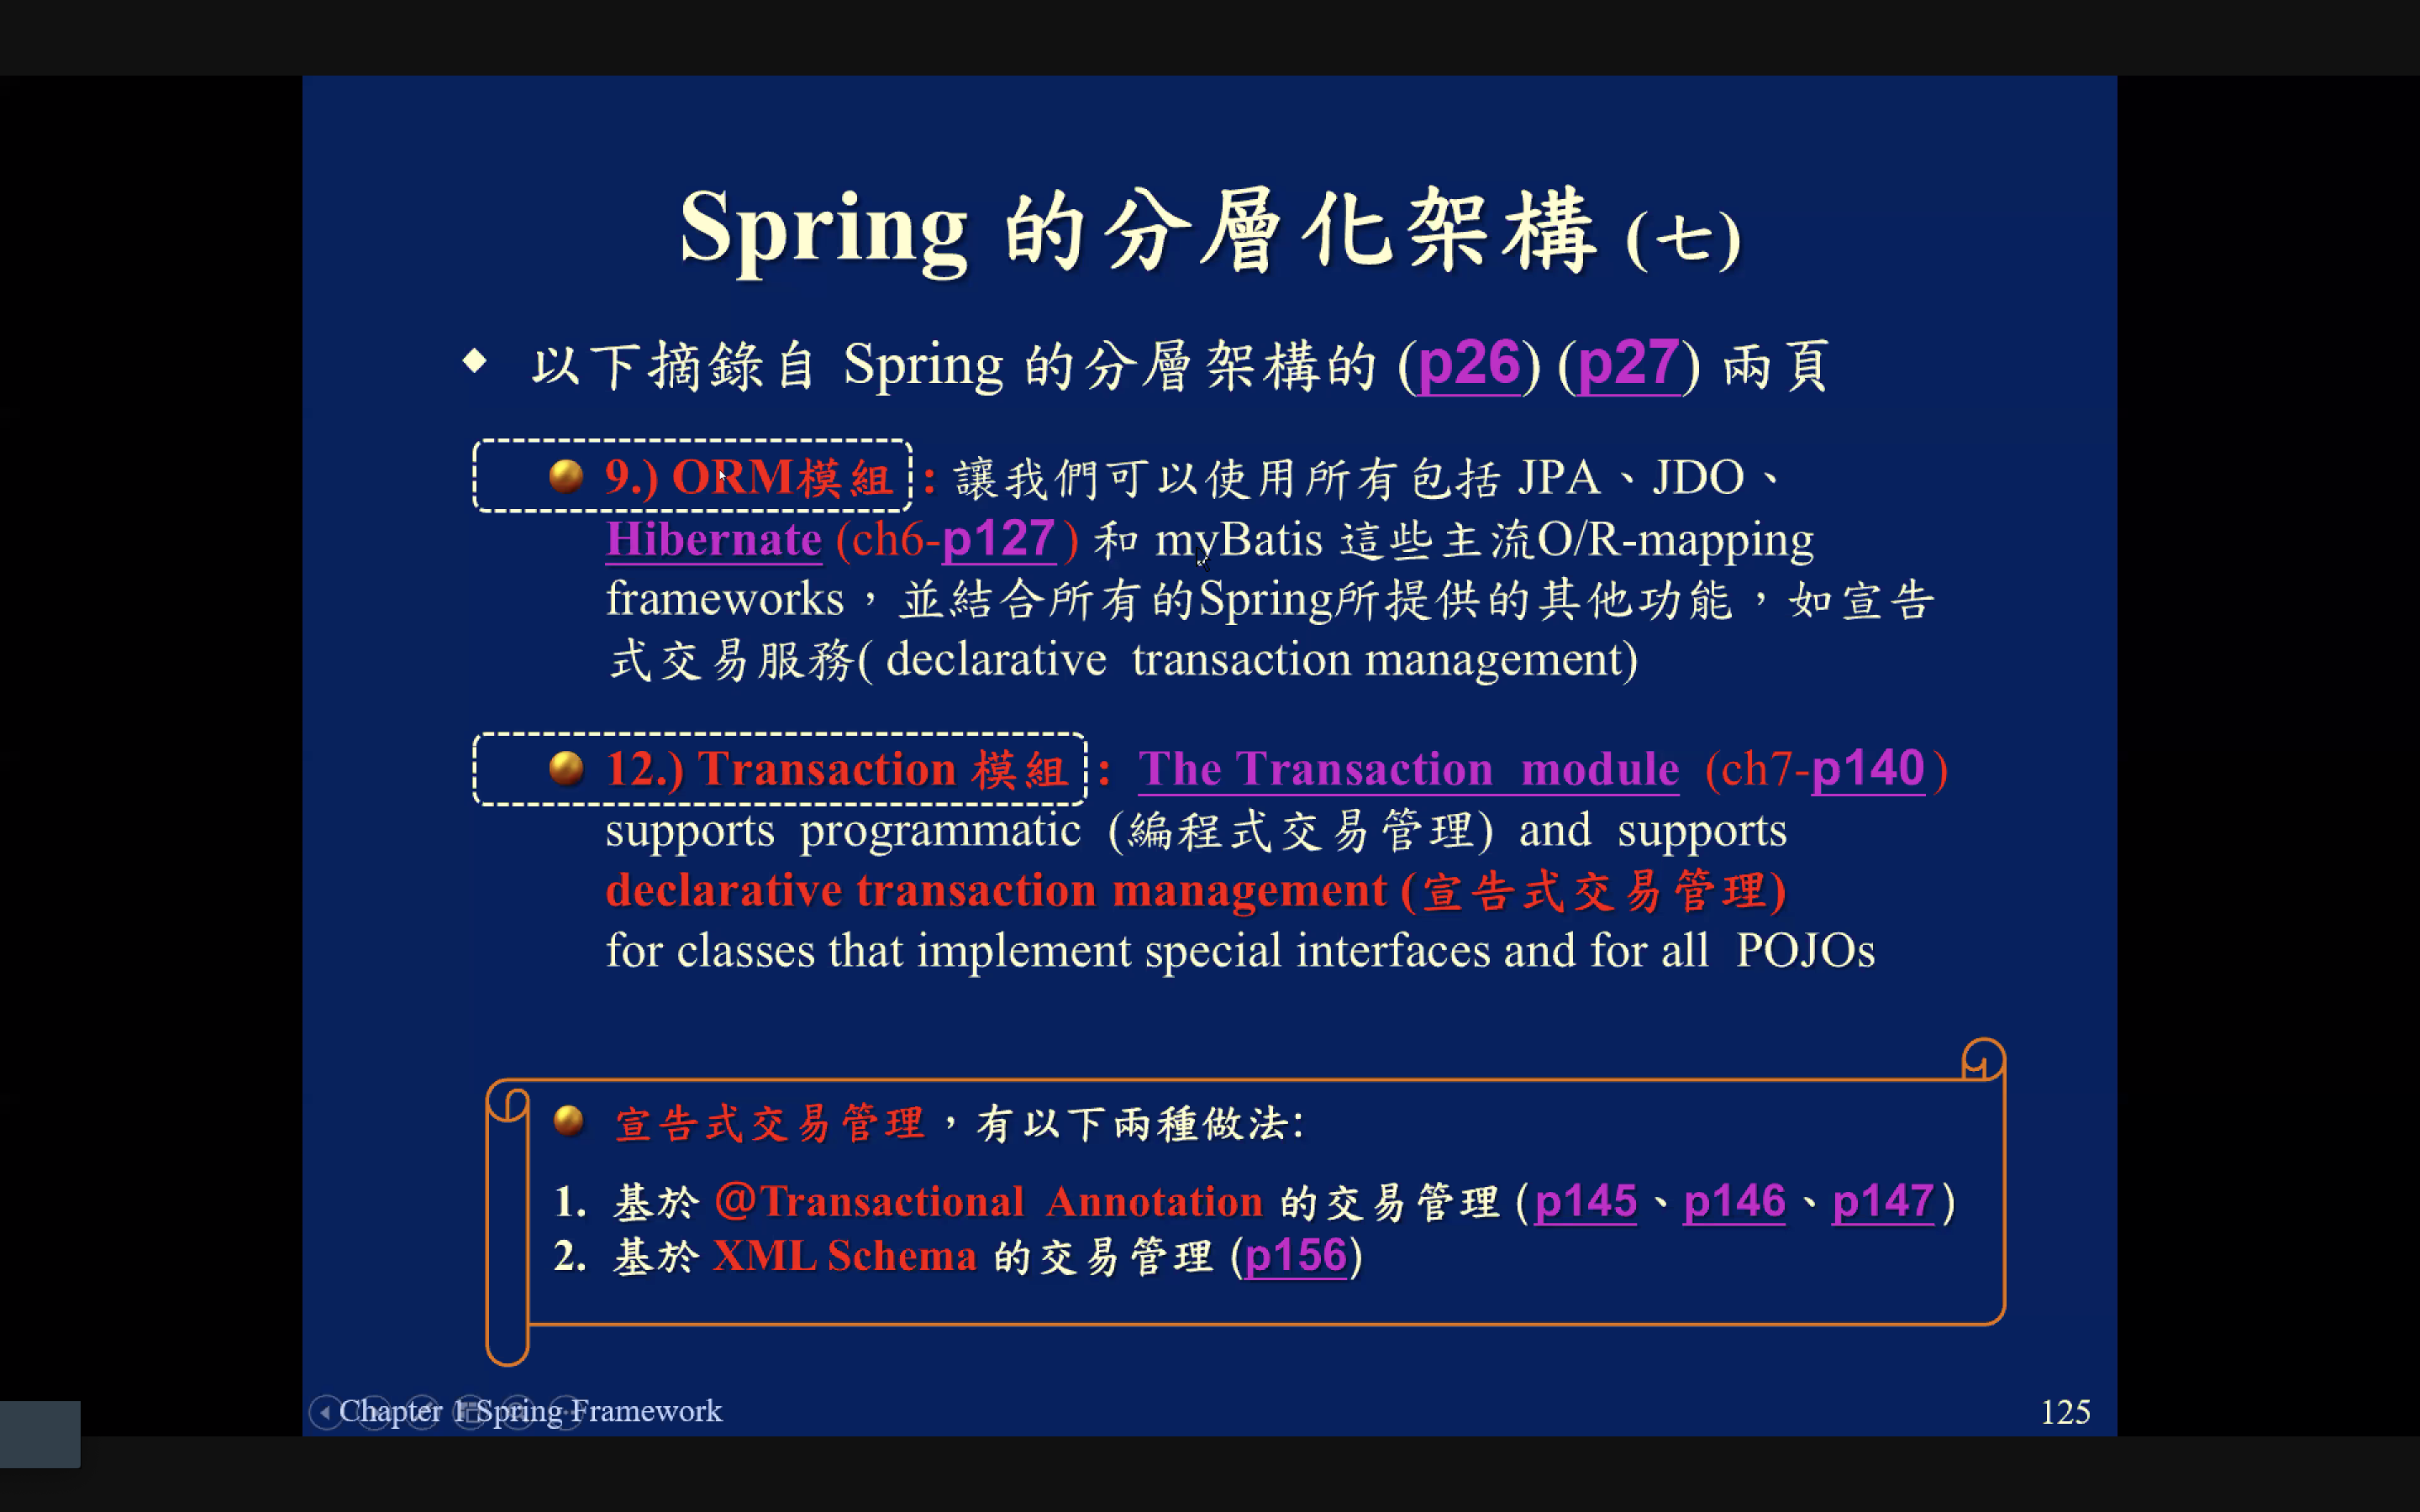 Spring 的分層化架構 (七)
以下摘錄自 Spring 的分層架構的 (p26) (p27) 兩頁
9.) ORM模組 : 讓我們可以使用所有包括 JPA、JDO、
Hibernate (ch6-p127) 和 myBatis 這些主流O/R-mapping
frameworks，並結合所有的Spring所提供的其他功能，如宣告
式交易服務( declarative transaction management)
12.) Transaction 模組 : The Transaction module (ch7-p140)
supports programmatic (編程式交易管理) and supports
declarative transaction management (宣告式交易管理)
for classes that implement special interfaces and for all POJOs
宣告式交易管理，有以下兩種做法:
1. 基於 @Transactional Annotation 的交易管理 (p145、p146、p147)
2. 基於 XML Schema 的交易管理 (p156)
Chapter 1 Spring Framework
125